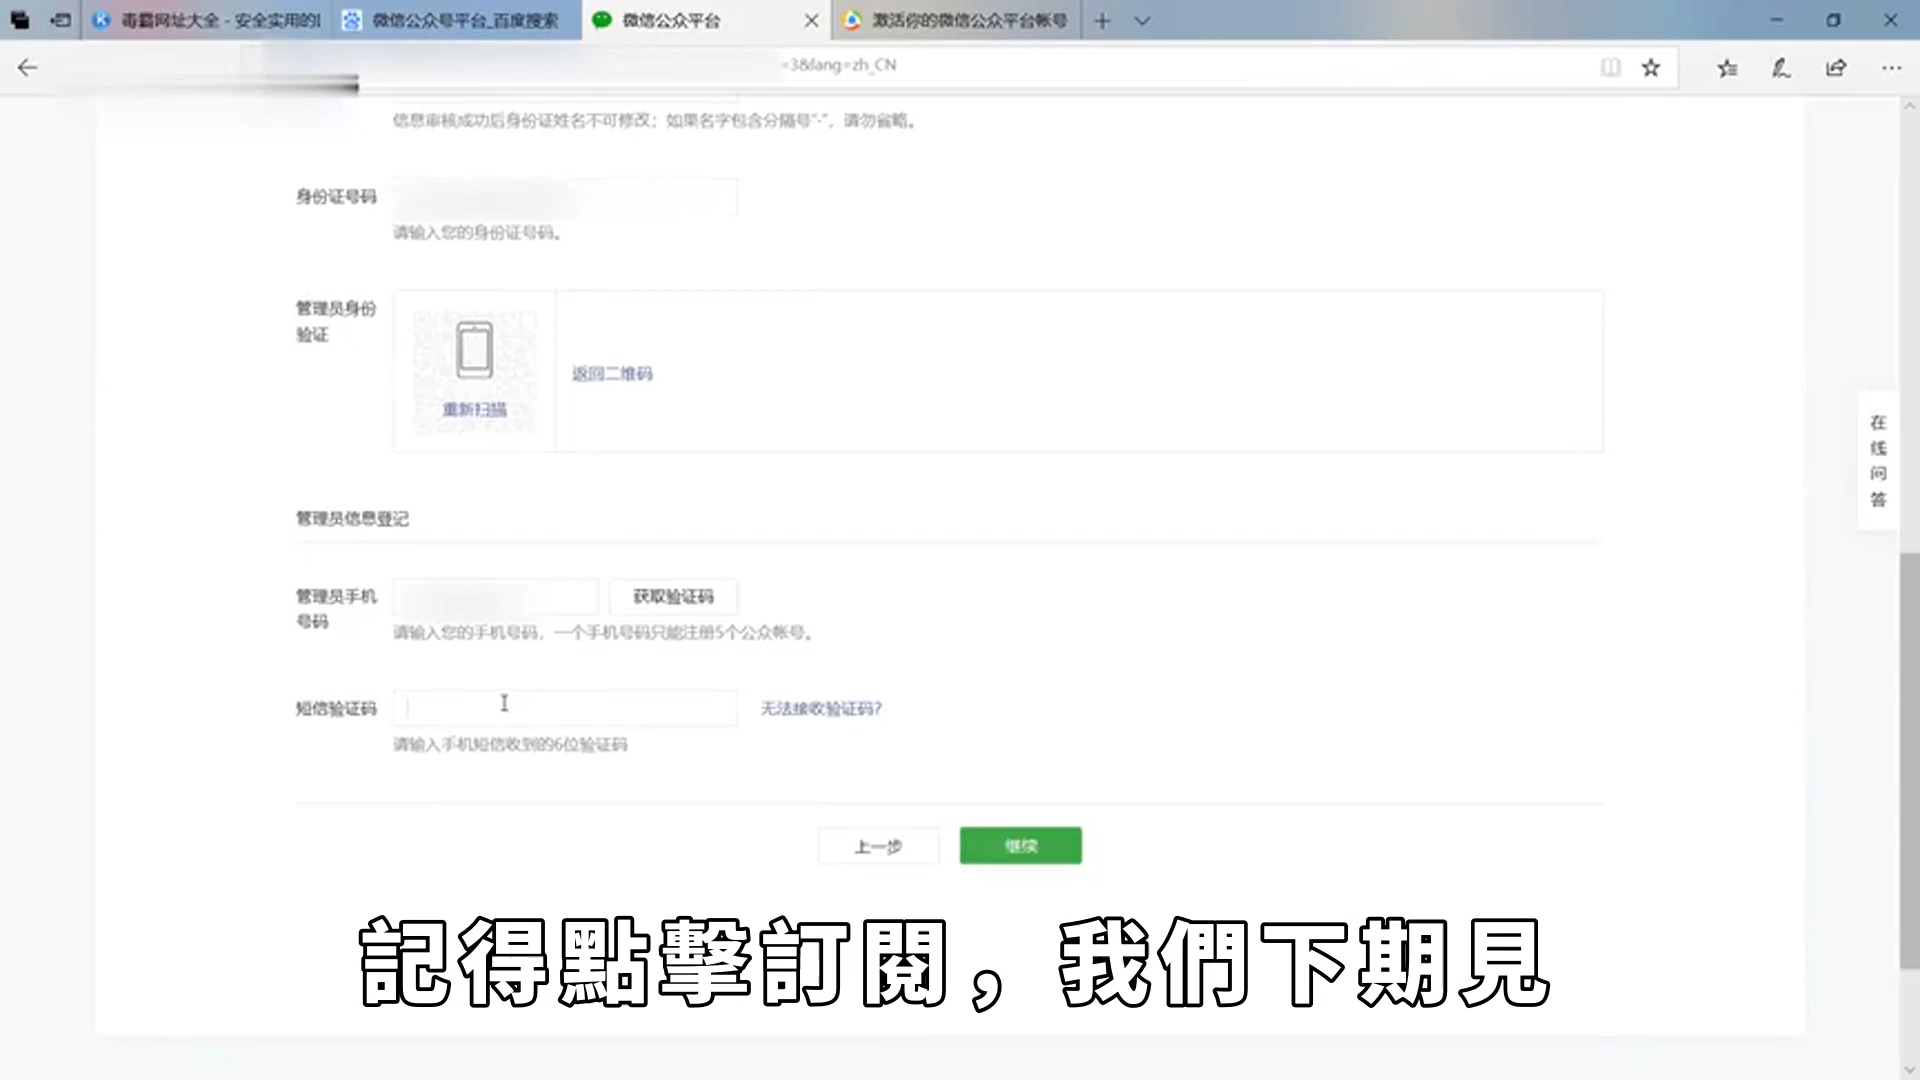 毒霸网址大全 - 安全实用的
微信公众号平台_百度搜索
微信公众平台
激活你的微信公众平台帐号
=3&lang=zh_CN
信息审核成功后身份证姓名不可修改；如果名字包含分隔号“·”，请勿省略。
身份证号码
请输入您的身份证号码。
管理员身份
验证
重新扫描
返回二维码
在
线
问
答
管理员信息登记
管理员手机
号码
获取验证码
请输入您的手机号码，一个手机号码只能注册5个公众帐号。
短信验证码
无法接收验证码?
请输入手机短信收到的6位验证码
上一步
继续
記得點擊訂閱，我們下期見